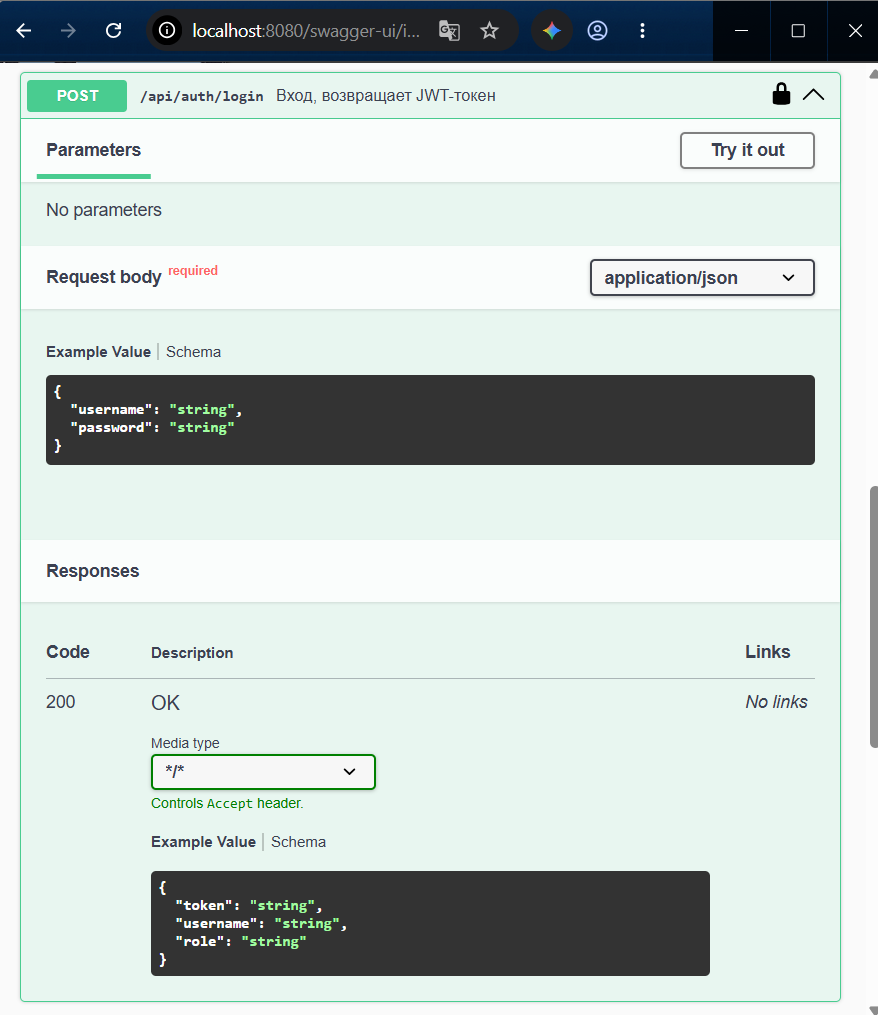 localhost:8080/swagger-ui/i...
POST /api/auth/login Вход, возвращает JWT-токен
Parameters
Try it out
No parameters
Request body required
application/json
Example Value Schema
{
"username": "string",
"password": "string"
}
Responses
Code Description Links
200 OK No links
Media type
*/*
Controls Accept header.
Example Value Schema
{
"token": "string",
"username": "string",
"role": "string"
}